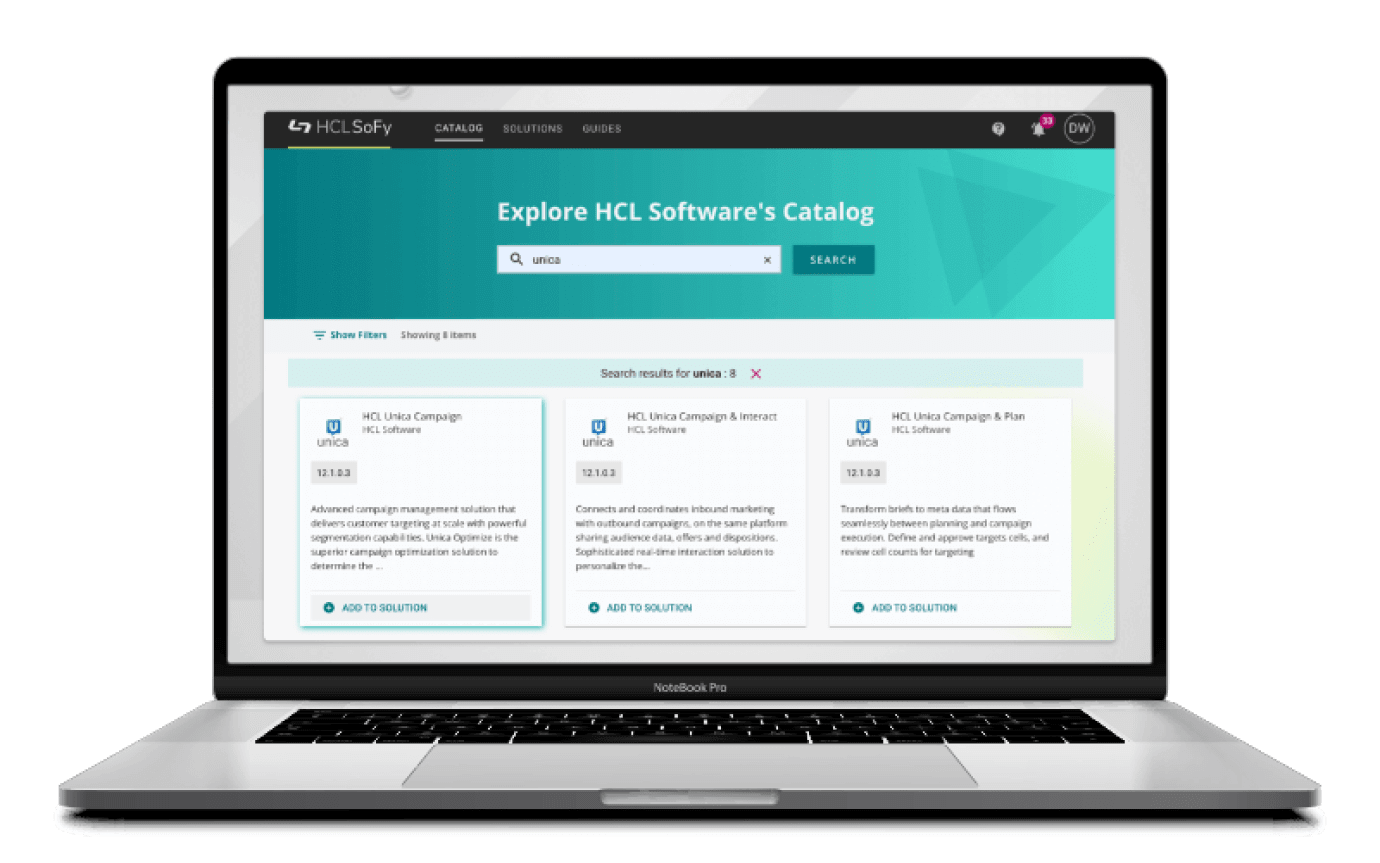 HCLSoFy CATALOG SOLUTIONS GUIDES 33 DW
Explore HCL Software's Catalog
unica × SEARCH
Show Filters Showing 8 items
Search results for unica : 8
HCL Unica Campaign
HCL Software
unica
12.1.0.3
Advanced campaign management solution that
delivers customer targeting at scale with powerful
segmentation capabilities. Unica Optimize is the
superior campaign optimization solution to
determine the ...
ADD TO SOLUTION
HCL Unica Campaign & Interact
HCL Software
unica
12.1.0.3
Connects and coordinates inbound marketing
with outbound campaigns, on the same platform
sharing audience data, offers and dispositions.
Sophisticated real-time interaction solution to
personalize the...
ADD TO SOLUTION
HCL Unica Campaign & Plan
HCL Software
unica
12.1.0.3
Transform briefs to meta data that flows
seamlessly between planning and campaign
execution. Define and approve targets cells, and
review cell counts for targeting
ADD TO SOLUTION
NoteBook Pro